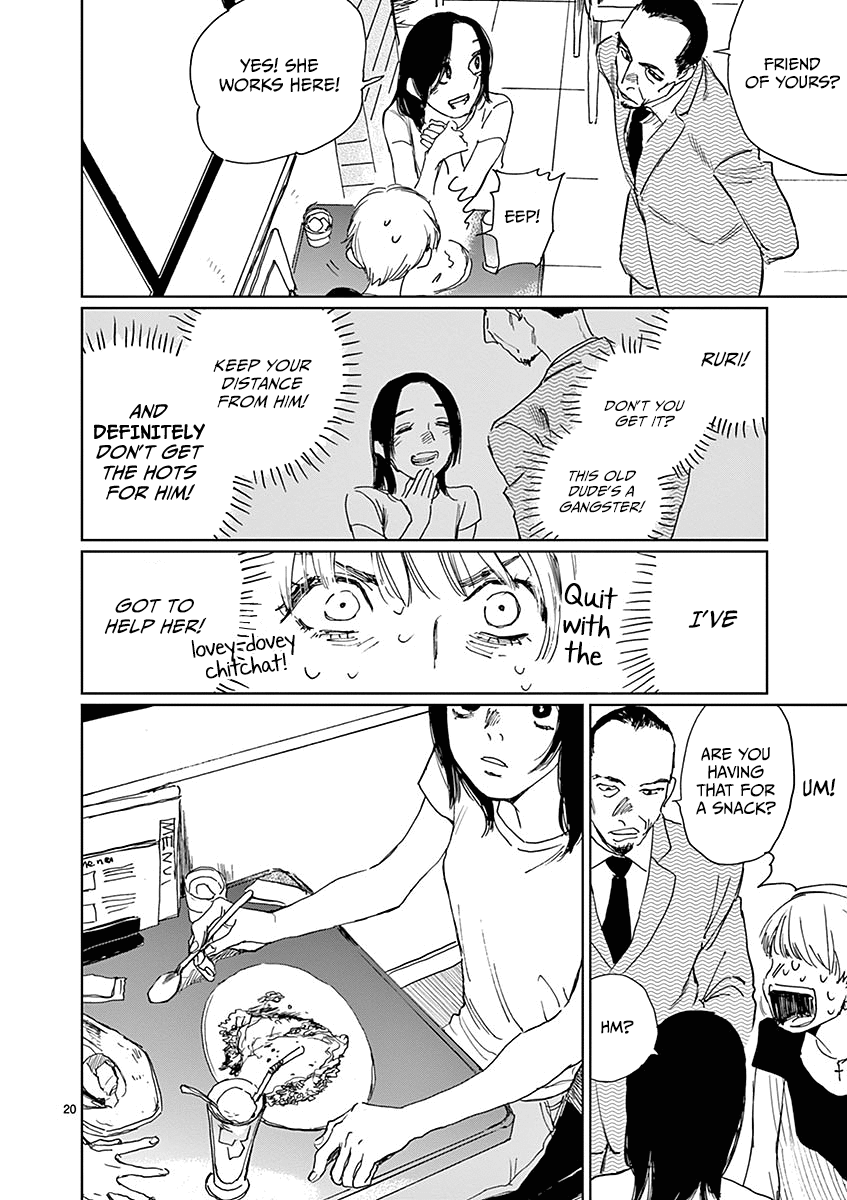 FRIEND
OF YOURS?
YES! SHE
WORKS HERE!
EEP!
RURI!
DON'T YOU
GET IT?
THIS OLD
DUDE'S A
GANGSTER!
KEEP YOUR
DISTANCE
FROM HIM!
AND
DEFINITELY
DON'T GET
THE HOTS
FOR HIM!
I'VE
GOT TO
HELP HER!
Quit
with
the
lovey-dovey
chitchat!
UM!
ARE YOU
HAVING
THAT FOR
A SNACK?
HM?
MENU
menu
20